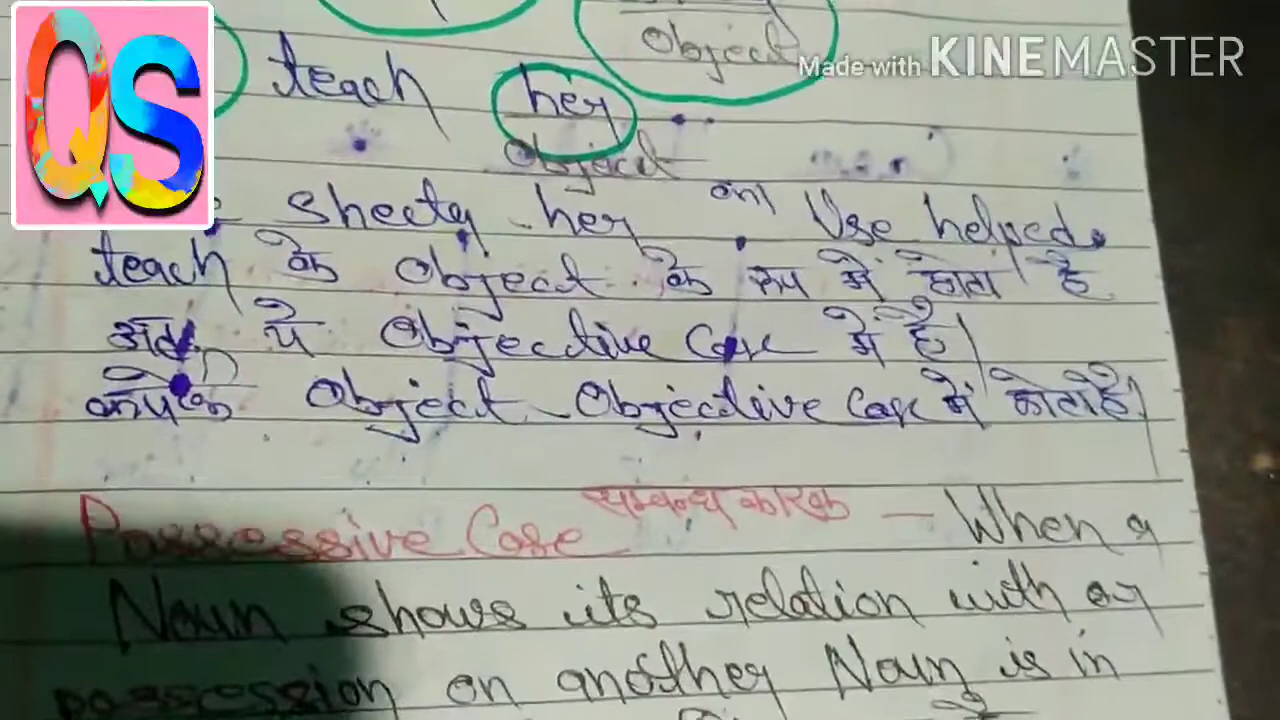 Object
Made with KINEMASTER
QS
teach her
object
Sheety her का Use helped
teach के Object के रूप में होता है
अतः ये Objective Case में है।
क्योंकि Object Objective Case में होता है।
Possessive Case सम्बन्ध कारक — When a
Noun shows its relation with or
possession on another Noun is in